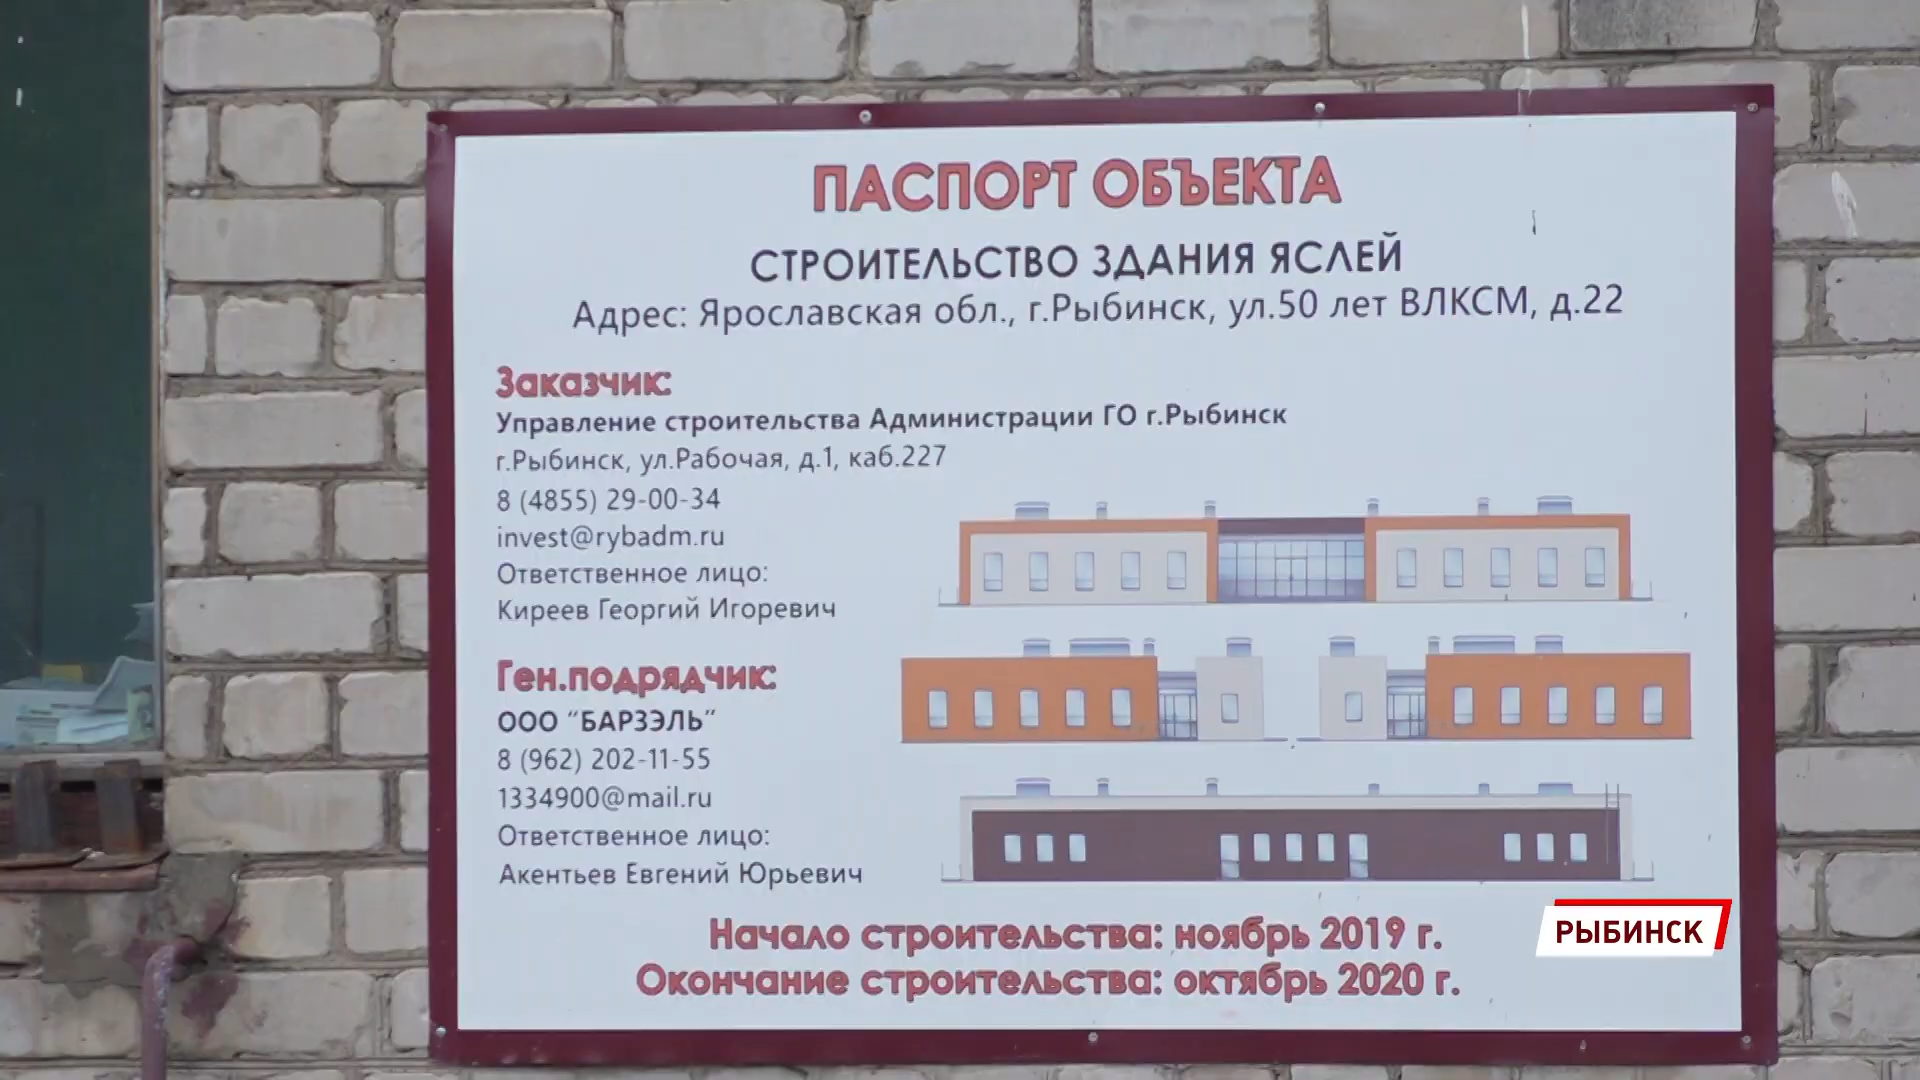 ПАСПОРТ ОБЪЕКТА
СТРОИТЕЛЬСТВО ЗДАНИЯ ЯСЛЕЙ
Адрес: Ярославская обл., г.Рыбинск, ул.50 лет ВЛКСМ, д.22
Заказчик:
Управление строительства Администрации ГО г.Рыбинск
г.Рыбинск, ул.Рабочая, д.1, каб.227
8 (4855) 29-00-34
invest@rybadm.ru
Ответственное лицо:
Киреев Георгий Игоревич
Ген.подрядчик:
ООО “БАРЗЭЛЬ”
8 (962) 202-11-55
1334900@mail.ru
Ответственное лицо:
Акентьев Евгений Юрьевич
Начало строительства: ноябрь 2019 г.
Окончание строительства: октябрь 2020 г.
РЫБИНСК